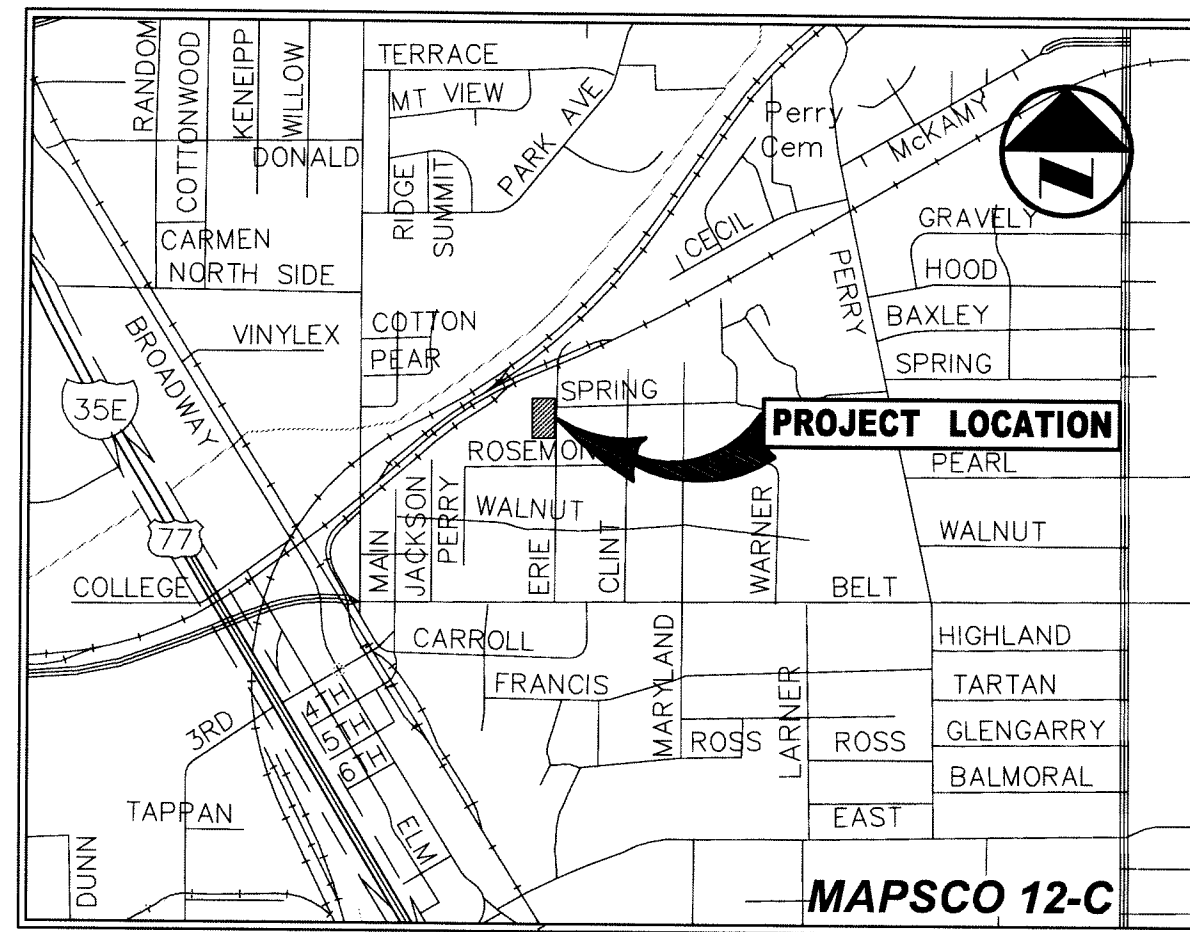 RANDOM
COTTONWOOD
KENEIPP
WILLOW
TERRACE
MT VIEW
PARK AVE
DONALD
RIDGE
SUMMIT
Perry
Cem
McKAMY
N
CECIL
GRAVELY
CARMEN
NORTH SIDE
PERRY
HOOD
BROADWAY
VINYLEX
COTTON
PEAR
BAXLEY
SPRING
35E
SPRING
PROJECT LOCATION
ROSEMON
PEARL
77
MAIN
JACKSON
PERRY
WALNUT
ERIE
CLINT
WARNER
WALNUT
COLLEGE
BELT
CARROLL
MARYLAND
HIGHLAND
FRANCIS
LARNER
TARTAN
3RD
4TH
5TH
6TH
ROSS
ROSS
GLENGARRY
BALMORAL
TAPPAN
ELM
EAST
DUNN
MAPSCO 12-C